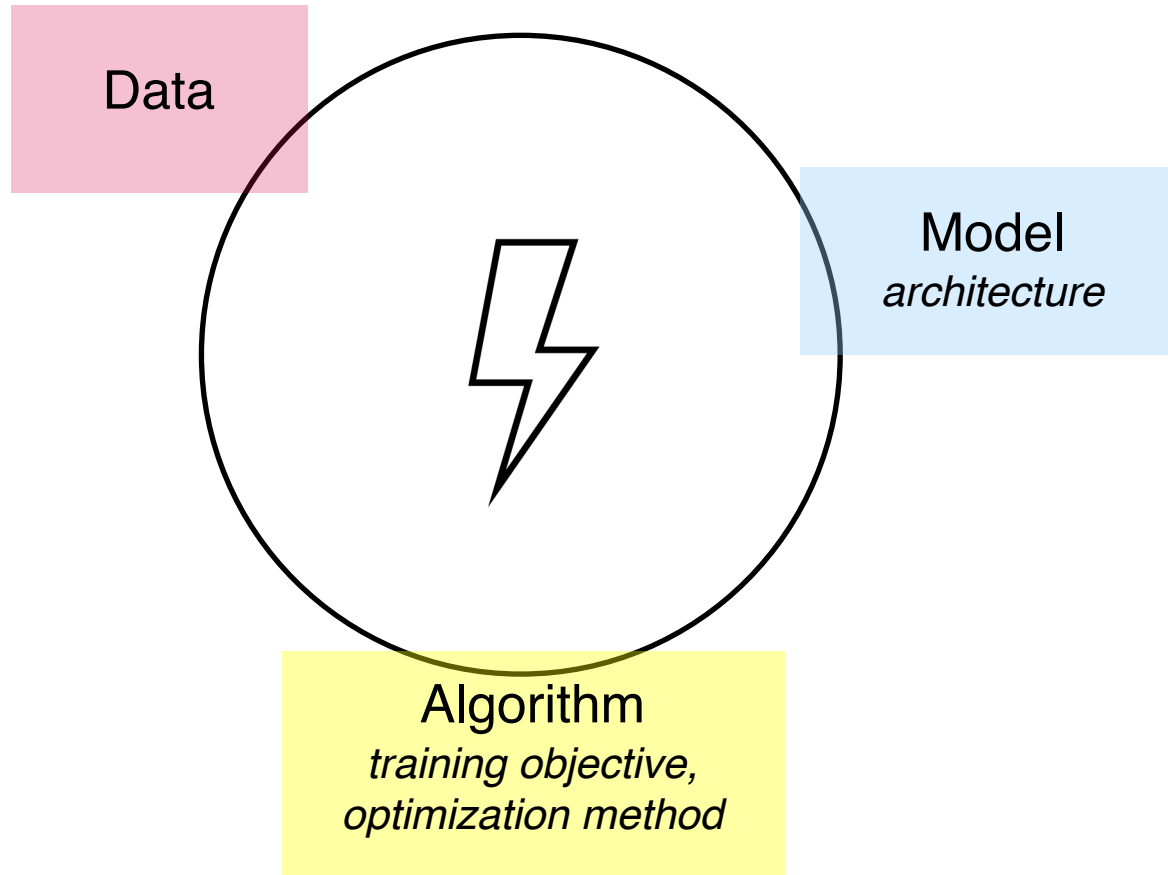 Data
Model
architecture
Algorithm
training objective,
optimization method